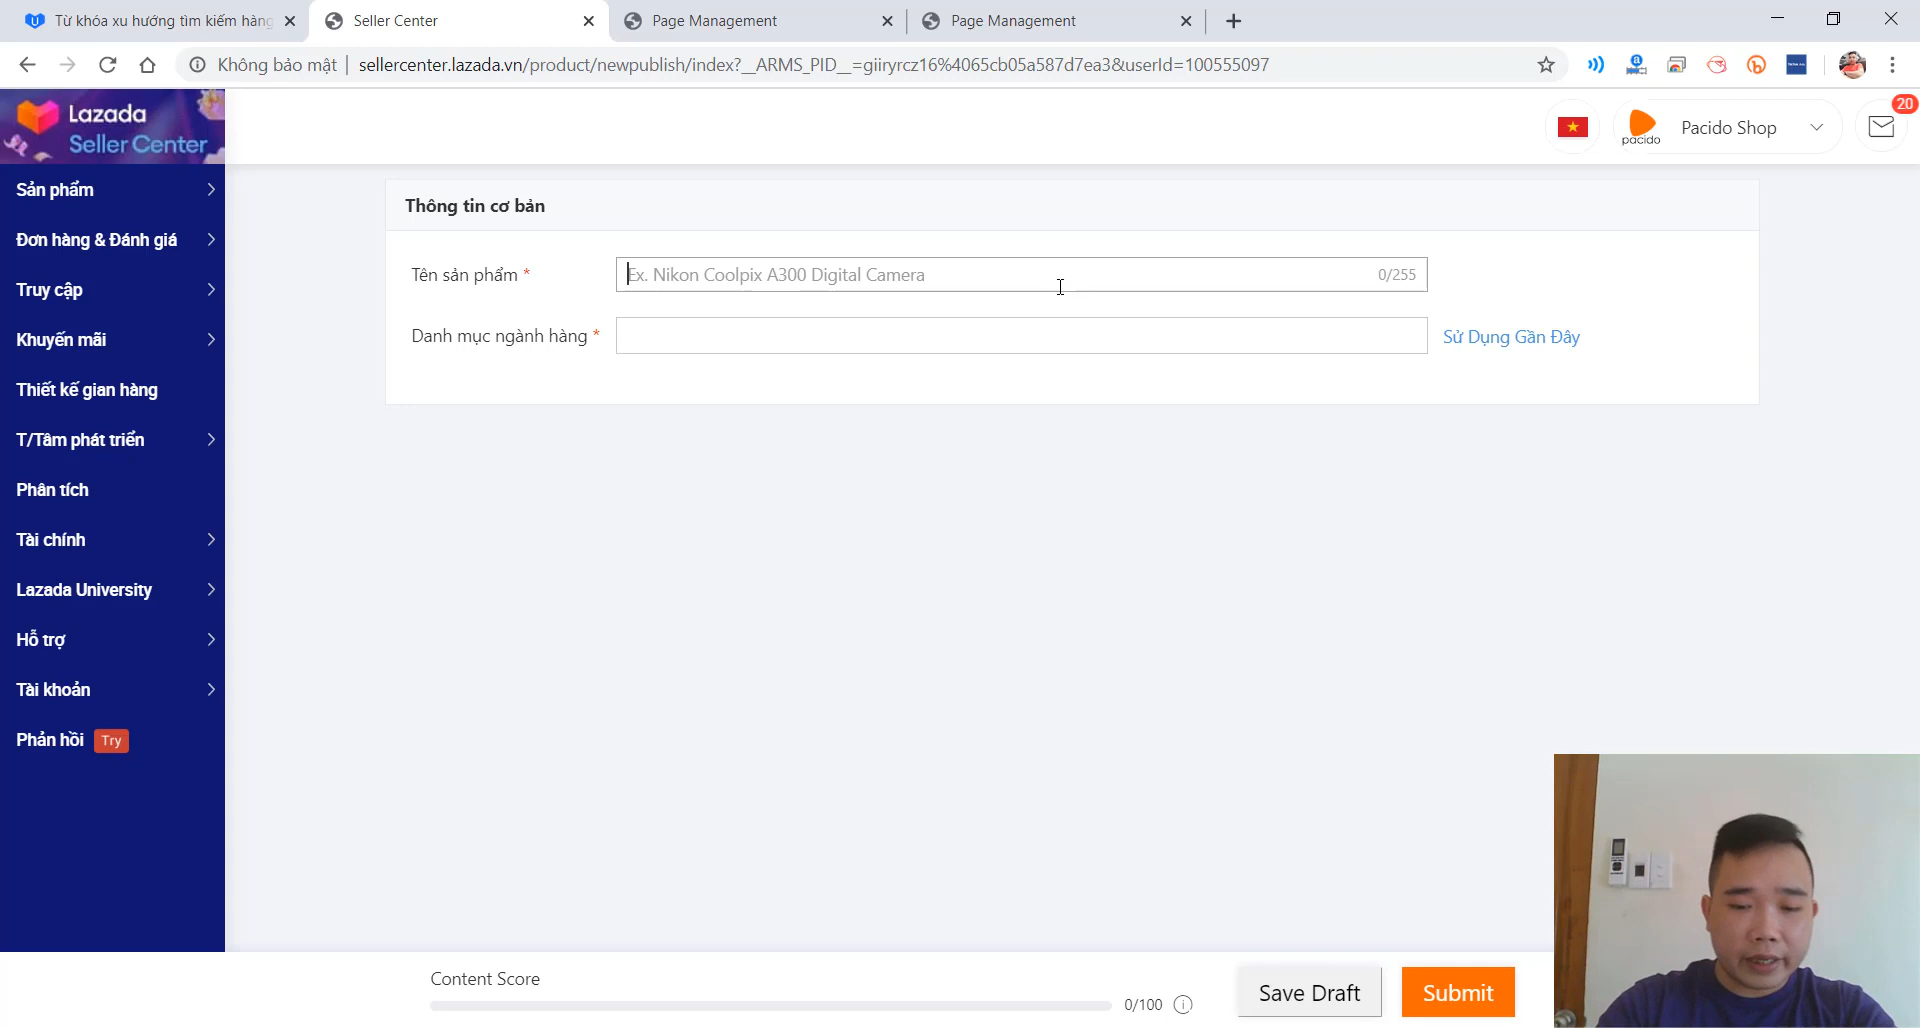 Từ khóa xu hướng tìm kiếm hàng
Seller Center
Page Management
Page Management
Không bảo mật
sellercenter.lazada.vn/product/newpublish/index?__ARMS_PID__=giiryrcz16%4065cb05a587d7ea3&userId=100555097
Lazada
Seller Center
pacido
Pacido Shop
20
Sản phẩm
Đơn hàng & Đánh giá
Truy cập
Khuyến mãi
Thiết kế gian hàng
T/Tâm phát triển
Phân tích
Tài chính
Lazada University
Hỗ trợ
Tài khoản
Phản hồi Try
Thông tin cơ bản
Tên sản phẩm *
Ex. Nikon Coolpix A300 Digital Camera
0/255
Danh mục ngành hàng *
Sử Dụng Gần Đây
Content Score
0/100
Save Draft
Submit